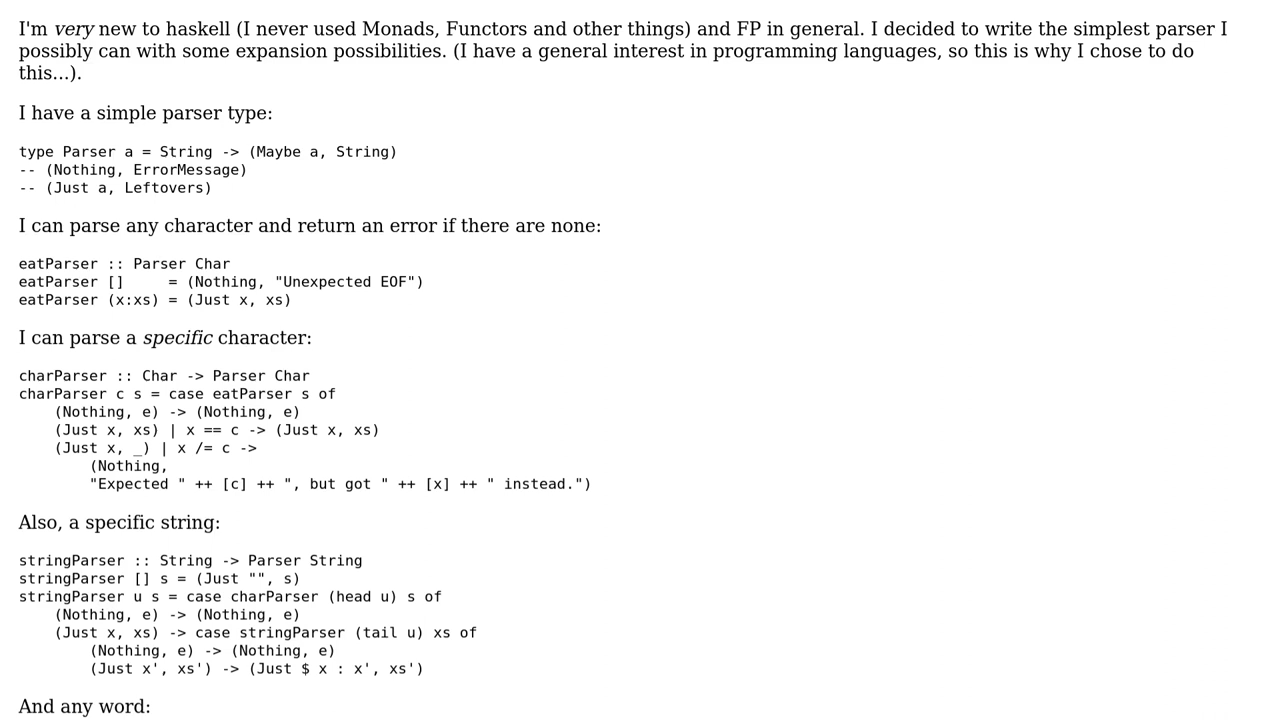 I'm very new to haskell (I never used Monads, Functors and other things) and FP in general. I decided to write the simplest parser I
possibly can with some expansion possibilities. (I have a general interest in programming languages, so this is why I chose to do
this...).
I have a simple parser type:
type Parser a = String -> (Maybe a, String)
-- (Nothing, ErrorMessage)
-- (Just a, Leftovers)
I can parse any character and return an error if there are none:
eatParser :: Parser Char
eatParser []     = (Nothing, "Unexpected EOF")
eatParser (x:xs) = (Just x, xs)
I can parse a specific character:
charParser :: Char -> Parser Char
charParser c s = case eatParser s of
    (Nothing, e) -> (Nothing, e)
    (Just x, xs) | x == c -> (Just x, xs)
    (Just x, _) | x /= c ->
        (Nothing,
        "Expected " ++ [c] ++ ", but got " ++ [x] ++ " instead.")
Also, a specific string:
stringParser :: String -> Parser String
stringParser [] s = (Just "", s)
stringParser u s = case charParser (head u) s of
    (Nothing, e) -> (Nothing, e)
    (Just x, xs) -> case stringParser (tail u) xs of
        (Nothing, e) -> (Nothing, e)
        (Just x', xs') -> (Just $ x : x', xs')
And any word: